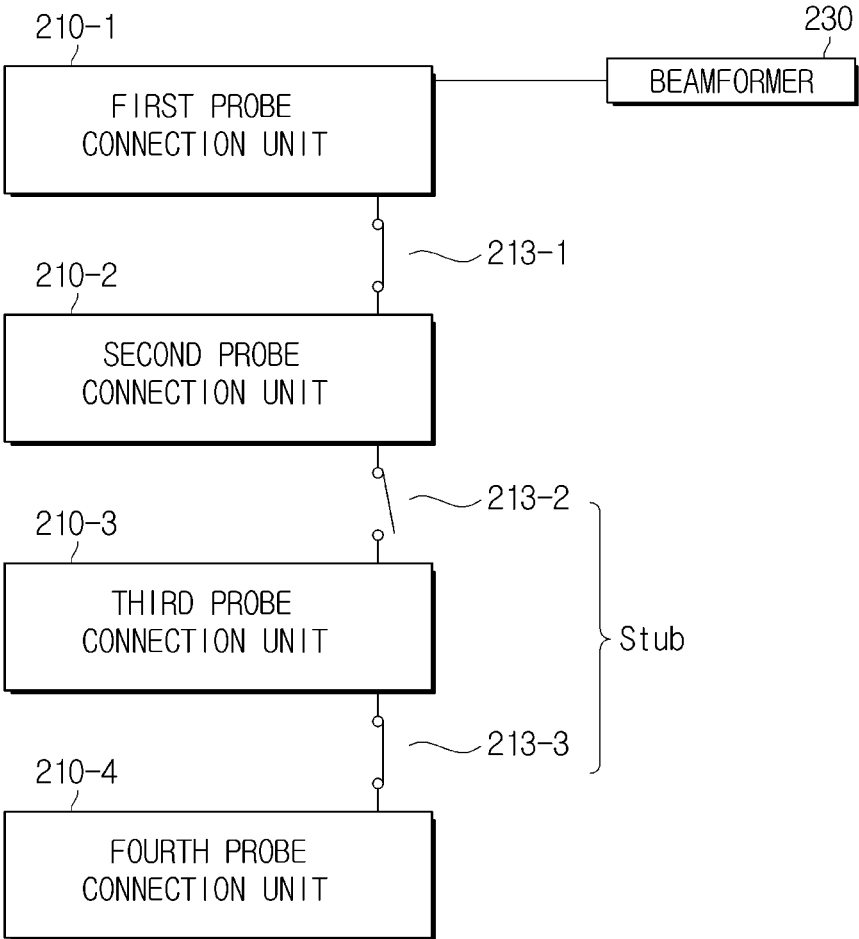 210-1
230
FIRST PROBE
CONNECTION UNIT
BEAMFORMER
213-1
210-2
SECOND PROBE
CONNECTION UNIT
213-2
210-3
THIRD PROBE
CONNECTION UNIT
Stub
213-3
210-4
FOURTH PROBE
CONNECTION UNIT